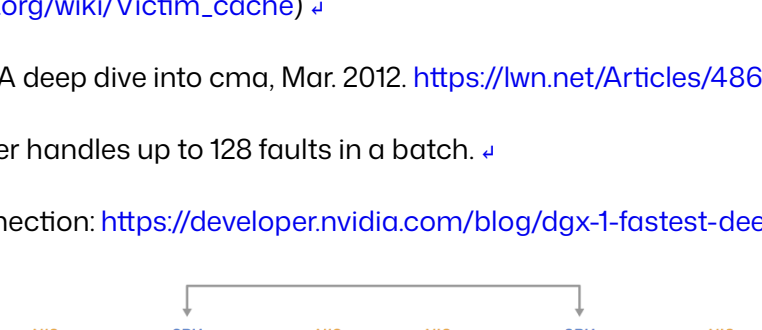 .org/wiki/Victim_cache) ↵
A deep dive into cma, Mar. 2012. https://lwn.net/Articles/486
er handles up to 128 faults in a batch. ↵
nection: https://developer.nvidia.com/blog/dgx-1-fastest-dee